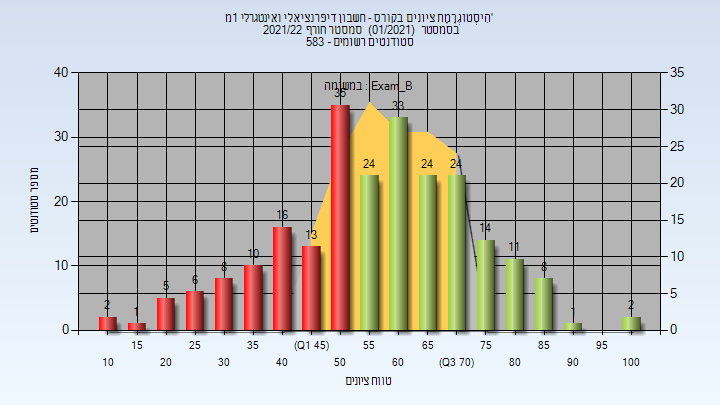 הִיסְטוֹגְרָמַת ציונים בקורס - חשבון דיפרנציאלי ואינטגרלי 1מ'
בסמסטר (01/2021) סמסטר חורף 2021/22
סטודנטים רשומים - 583
במשימה : Exam_B
40 35
30 30
25
20 20
15
10 10
5
0 0
מספר סטודנטים
2 1 5 6 8 10 16 13 35 24 33 24 24 14 11 8 1 2
15 20 25 30 35 40 (Q1 45) 50 55 60 65 (Q3 70) 75 80 85 90 95 100
10
טווח ציונים